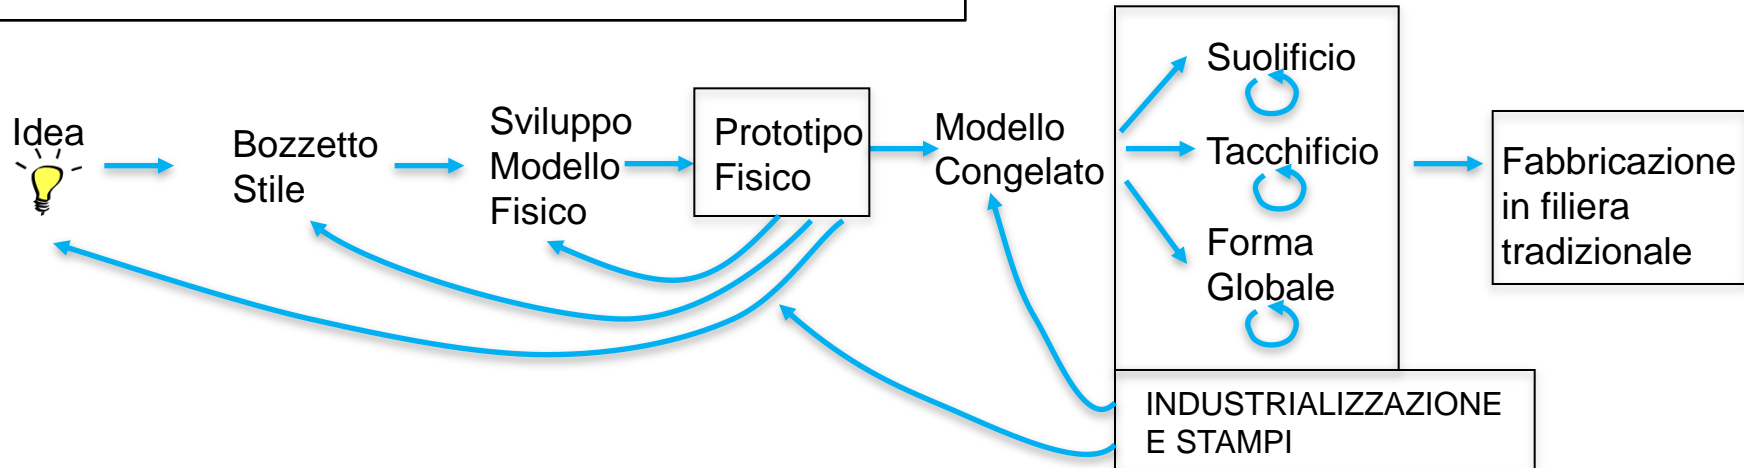 Idea
Bozzetto
Stile
Sviluppo
Modello
Fisico
Prototipo
Fisico
Modello
Congelato
Suolificio
Tacchificio
Forma
Globale
Fabbricazione
in filiera
tradizionale
INDUSTRIALIZZAZIONE
E STAMPI